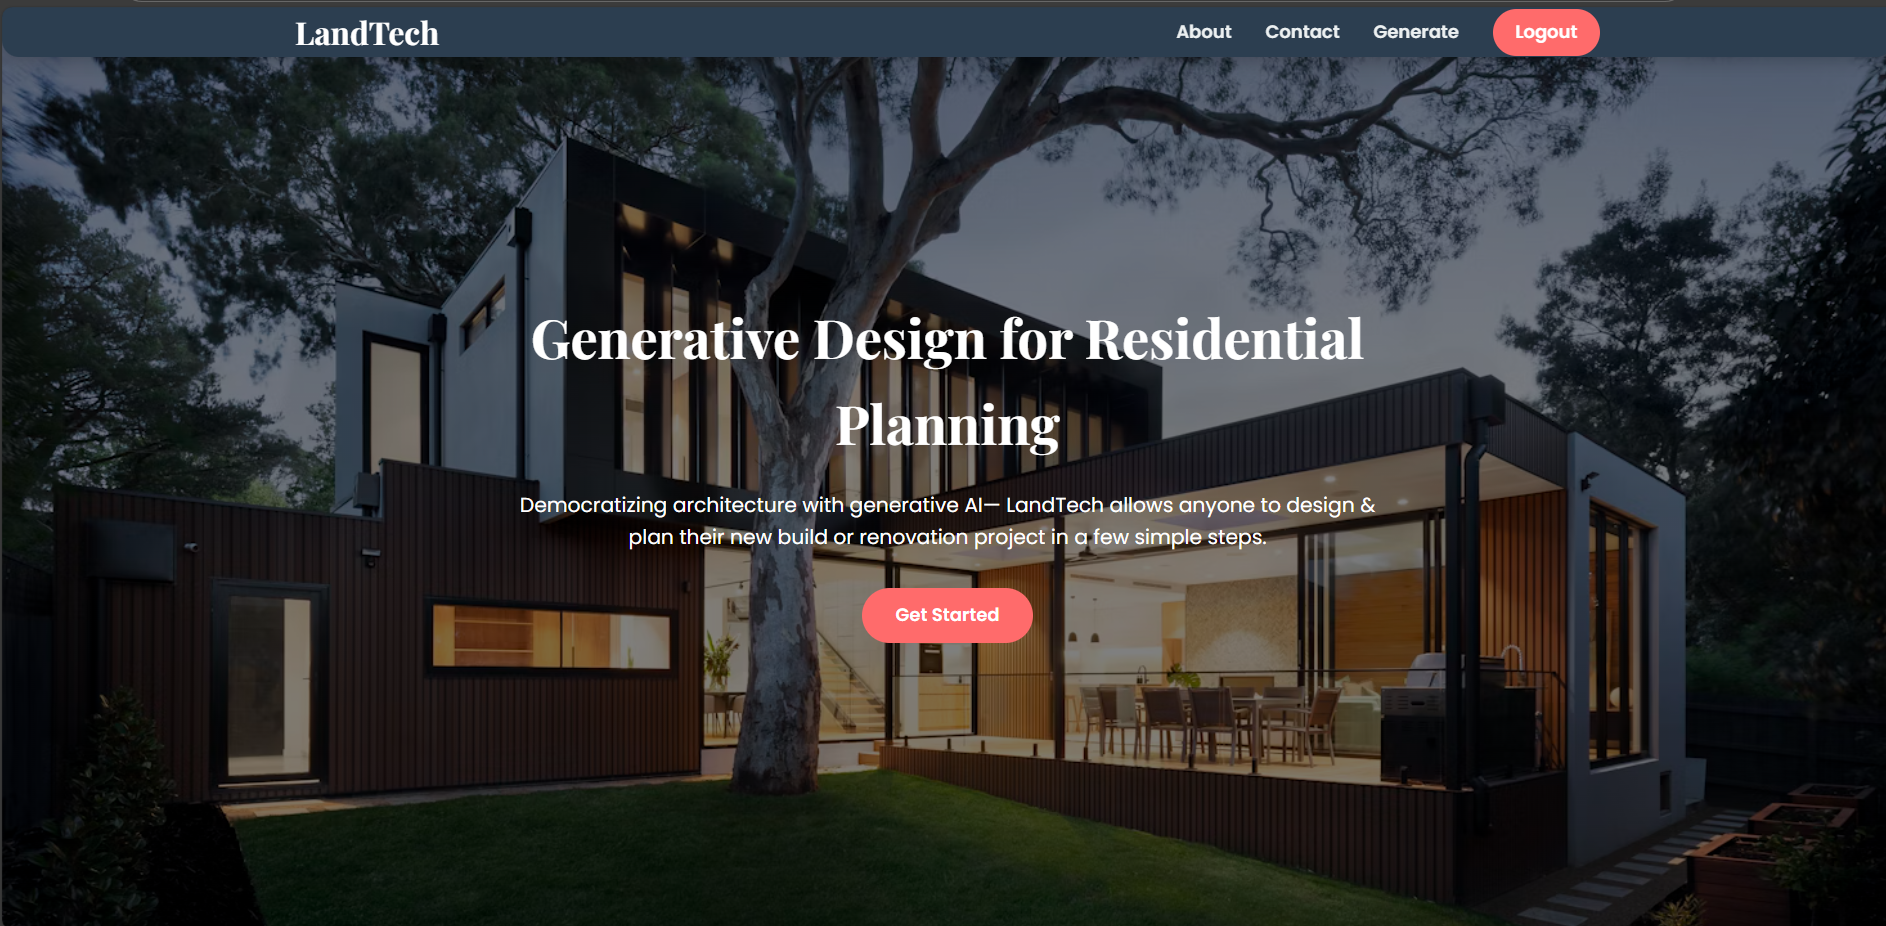 LandTech
About
Contact
Generate
Logout
Generative Design for Residential
Planning
Democratizing architecture with generative AI— LandTech allows anyone to design &
plan their new build or renovation project in a few simple steps.
Get Started